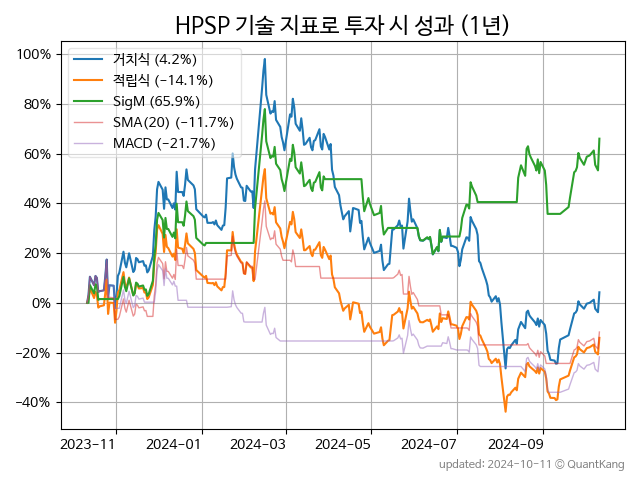 HPSP 기술 지표로 투자 시 성과 (1년)
거치식 (4.2%)
적립식 (−14.1%)
SigM (65.9%)
SMA(20) (−11.7%)
MACD (−21.7%)
100%
80%
60%
40%
20%
0%
−20%
−40%
2023-11 2024-01 2024-03 2024-05 2024-07 2024-09
updated: 2024-10-11 © QuantKang